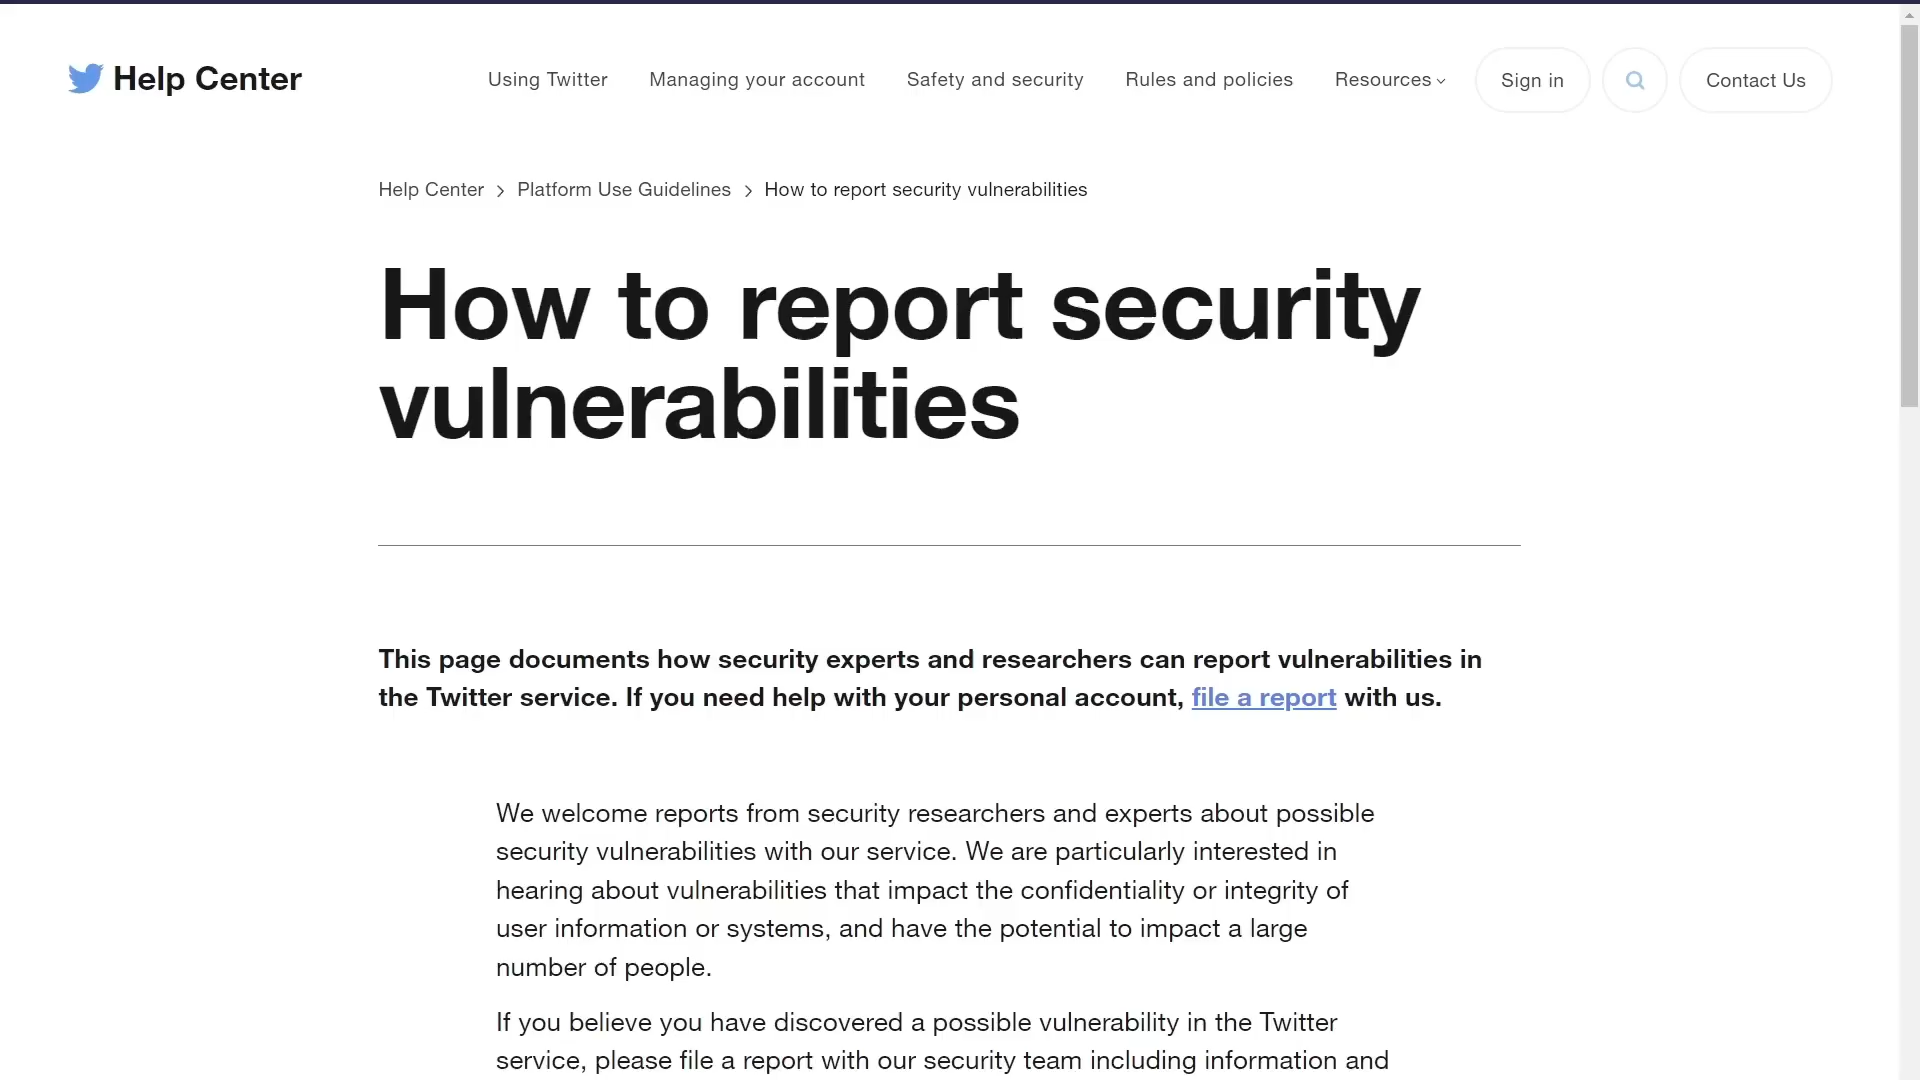 Help Center
Using Twitter
Managing your account
Safety and security
Rules and policies
Resources
Sign in
Contact Us
Help Center > Platform Use Guidelines > How to report security vulnerabilities
How to report security
vulnerabilities
This page documents how security experts and researchers can report vulnerabilities in
the Twitter service. If you need help with your personal account, file a report with us.
We welcome reports from security researchers and experts about possible
security vulnerabilities with our service. We are particularly interested in
hearing about vulnerabilities that impact the confidentiality or integrity of
user information or systems, and have the potential to impact a large
number of people.
If you believe you have discovered a possible vulnerability in the Twitter
service, please file a report with our security team including information and